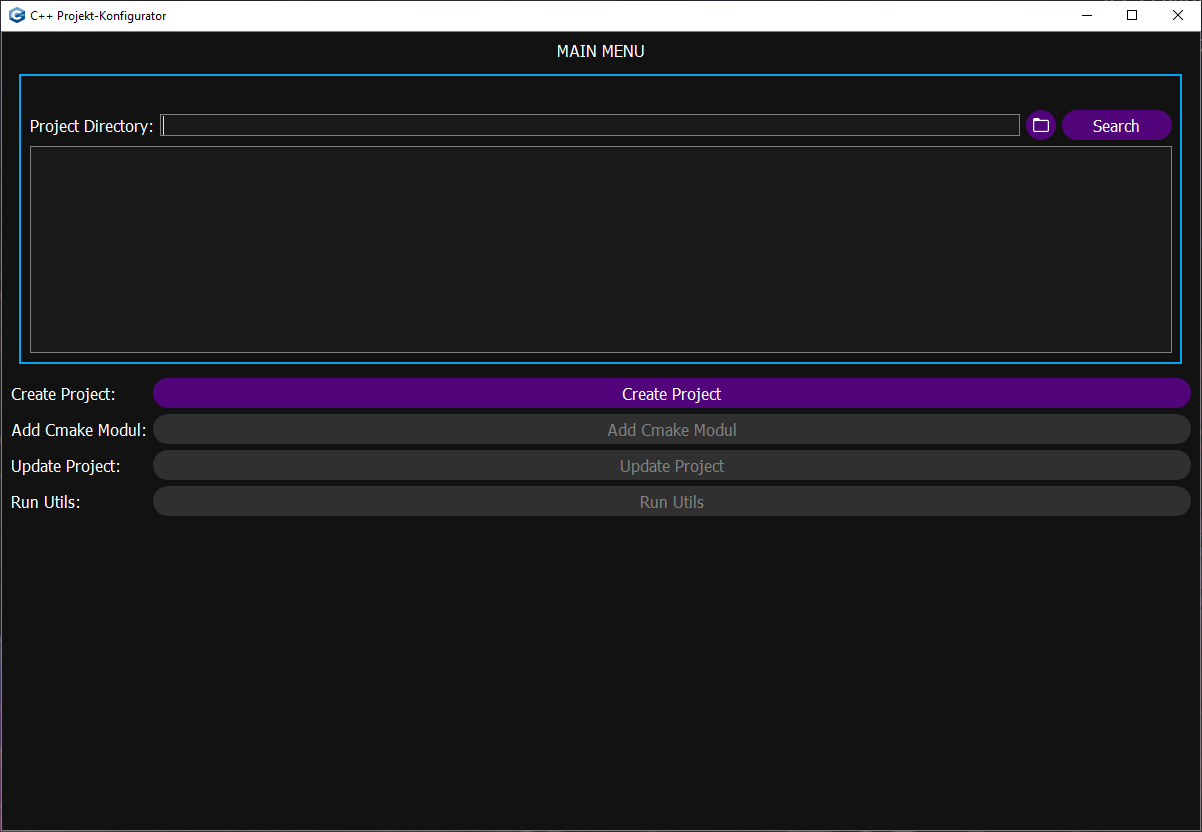 C++ Projekt-Konfigurator
MAIN MENU
Project Directory:
Search
Create Project: Create Project
Add Cmake Modul: Add Cmake Modul
Update Project: Update Project
Run Utils: Run Utils